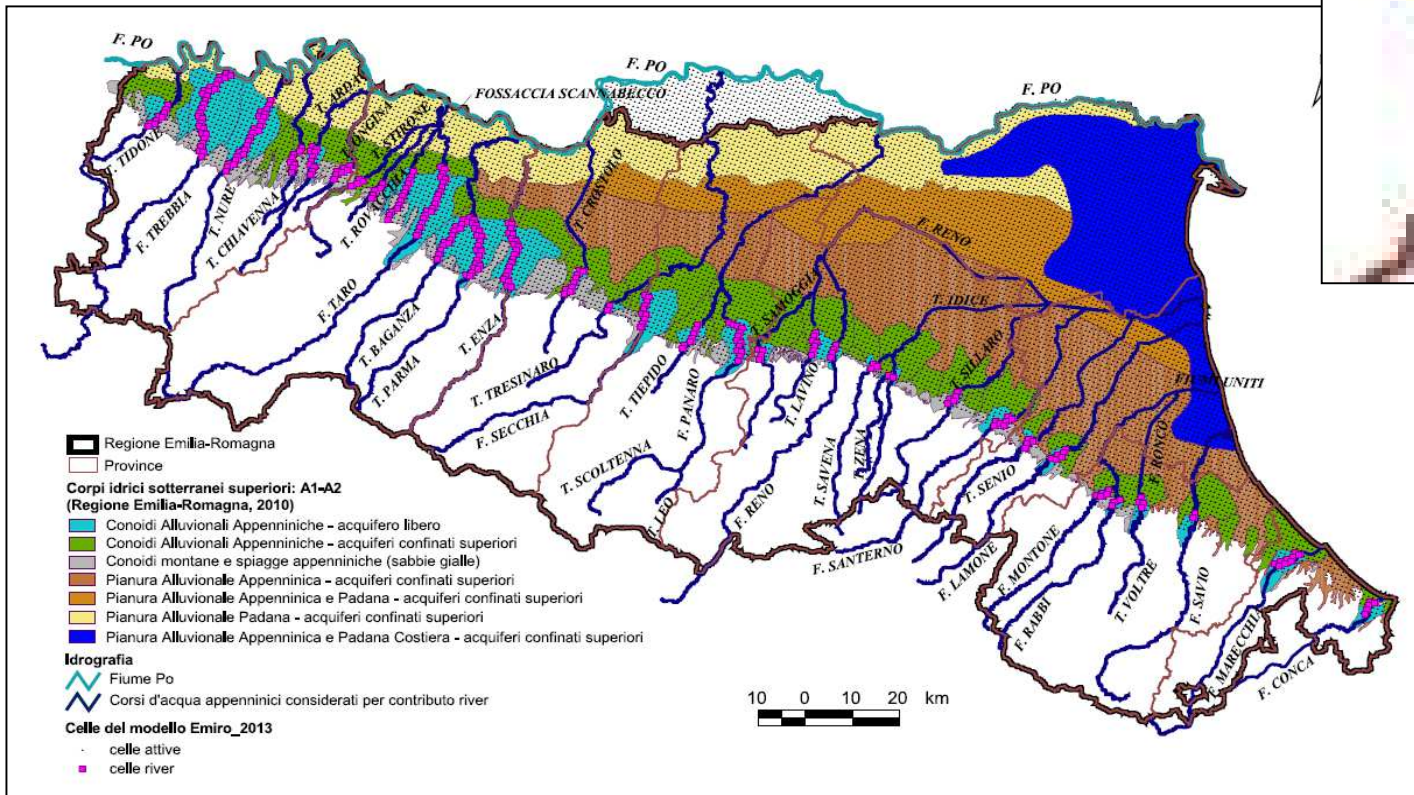 F. PO
F. PO
F. PO
FOSSACCIA SCANNABECCO
T. ARDA
T. ONGINA
T. STIRONE
T. TIDONE
F. TREBBIA
T. NURE
T. CHIAVENNA
T. ROVACCHIA
F. TARO
T. BAGANZA
T. PARMA
T. ENZA
T. CROSTOLO
T. TRESINARO
F. SECCHIA
T. TIEPIDO
T. SCOLTENNA
F. PANARO
T. LEO
T. SAMOGGIA
T. LAVINO
F. RENO
F. RENO
T. SAVENA
T. ZENA
T. IDICE
T. SILLARO
F. SANTERNO
T. SENIO
F. LAMONE
F. MONTONE
F. RABBI
F. RONCO
FIUMI UNITI
T. VOLTRE
F. SAVIO
F. MARECCHIA
F. CONCA
Regione Emilia-Romagna
Province
Corpi idrici sotterranei superiori: A1-A2
(Regione Emilia-Romagna, 2010)
Conoidi Alluvionali Appenniniche - acquifero libero
Conoidi Alluvionali Appenniniche - acquiferi confinati superiori
Conoidi montane e spiagge appenniniche (sabbie gialle)
Pianura Alluvionale Appenninica - acquiferi confinati superiori
Pianura Alluvionale Appenninica e Padana - acquiferi confinati superiori
Pianura Alluvionale Padana - acquiferi confinati superiori
Pianura Alluvionale Appenninica e Padana Costiera - acquiferi confinati superiori
Idrografia
Fiume Po
Corsi d'acqua appenninici considerati per contributo river
Celle del modello Emiro_2013
celle attive
celle river
10 0 10 20 km